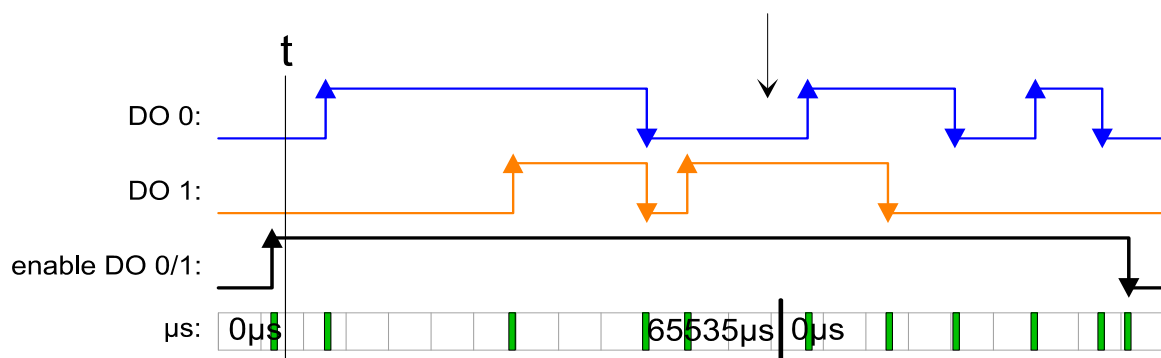 t
DO 0:
DO 1:
enable DO 0/1:
µs: 0µs 65535µs 0µs